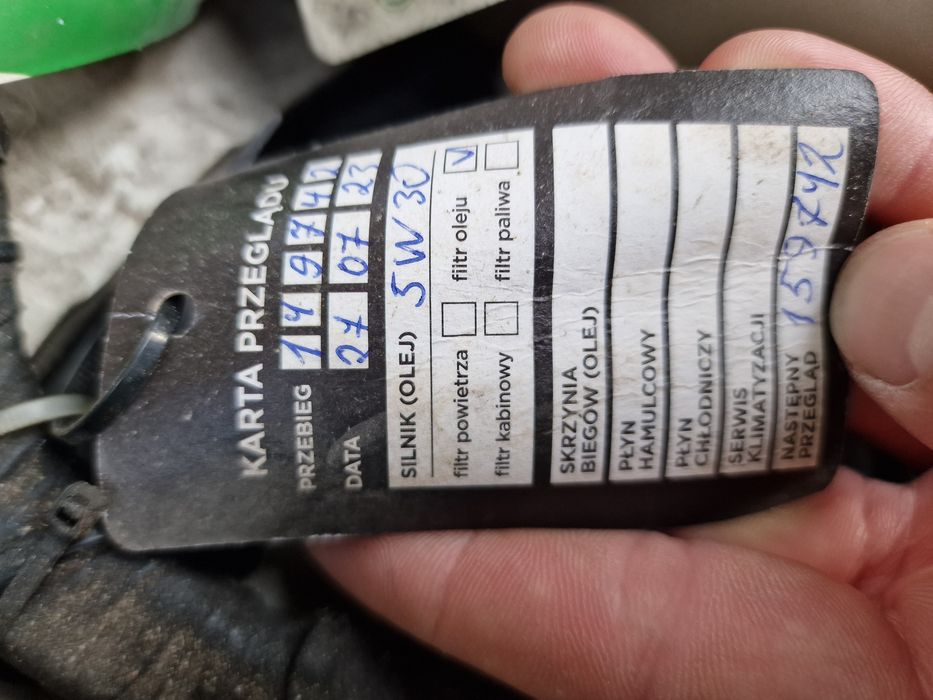 KARTA PRZEGLĄDU
PRZEBIEG 149742
DATA 27 07 23
SILNIK (OLEJ) 5W30
filtr powietrza filtr oleju V
filtr kabinowy filtr paliwa
SKRZYNIA
BIEGÓW (OLEJ)
PŁYN
HAMULCOWY
PŁYN
CHŁODNICZY
SERWIS
KLIMATYZACJI
NASTĘPNY
PRZEGLĄD 159742